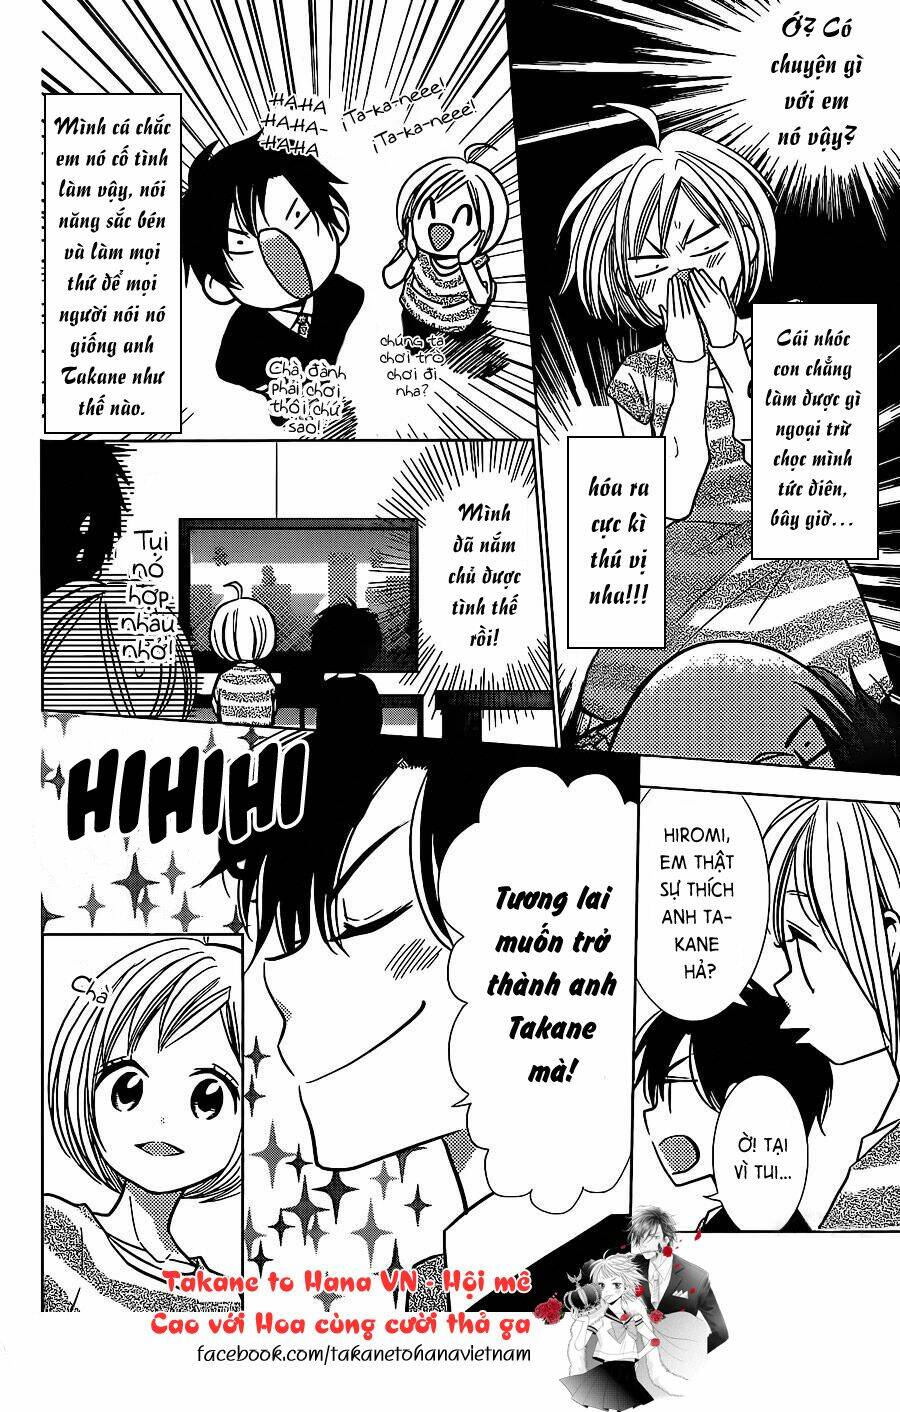 Ớ? Có
chuyện gì
với em
nó vậy?
Cái nhóc
con chẳng
làm được gì
ngoại trừ
chọc mình
tức điên,
bây giờ...
hóa ra
cực kì
thú vị
nha!!!
¡Ta-ka-neee!
¡Ta-ka-neee!
HAHA
HAHA-
HAHA
Mình cá chắc
em nó cố tình
làm vậy, nói
năng sắc bén
và làm mọi
thứ để mọi
người nói nó
giống anh
Takane như
thế nào.
chúng ta
chơi trò
chơi đi
nha?
Chà, đành
phải chơi
thôi chứ
sao!
Mình
đã nắm
chủ được
tình thế
rồi!
Tụi
nó
hợp
nhau
nhở!
HIROMI,
EM THẬT
SỰ THÍCH
ANH TA-
KANE
HẢ?
Ờ! TẠI
VÌ TUI...
Tương lai
muốn trở
thành anh
Takane
mà!
HIHIHI
Chà
Takane to Hana VN - Hội mê
Cao với Hoa cùng cười thả ga
facebook.com/takanetohanavietnam